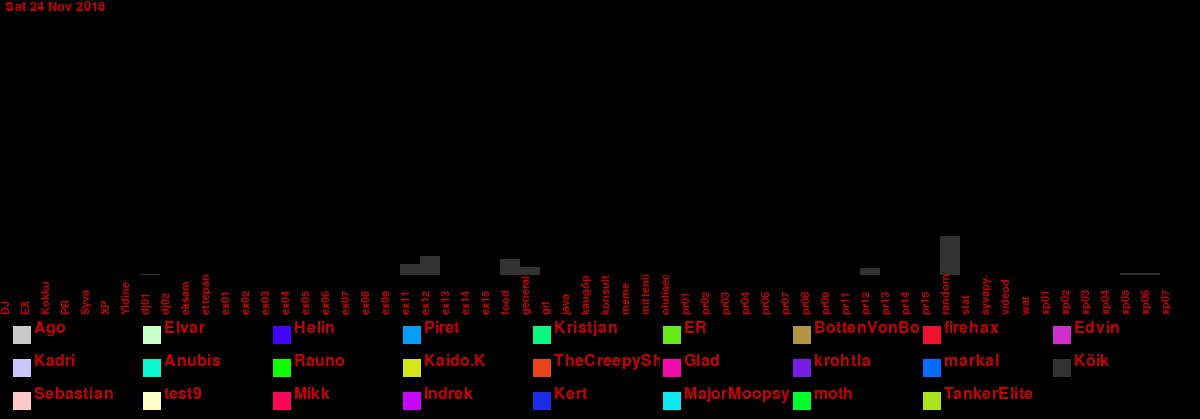 Sat 24 Nov 2018
DJ
EX
Kokku
PR
Syva
XP
Yldine
dj01
dj02
eksam
ettepan
ex01
ex02
ex03
ex04
ex05
ex06
ex07
ex08
ex09
ex11
ex12
ex13
ex14
ex15
food
general
git
java
kaugõp
konsult
meme
mittenii
olulised
pr01
pr02
pr03
pr04
pr06
pr07
pr08
pr09
pr11
pr12
pr13
pr14
pr15
random
stat
syvapy-
videod
wat
xp01
xp02
xp03
xp04
xp05
xp06
xp07
Ago Elvar Helin Piret Kristjan ER BottenVonBo firehax Edvin
Kadri Anubis Rauno Kaido.K TheCreepySh Glad krohtla markal Kõik
Sebastian test9 Mikk Indrek Kert MajorMoopsy moth TankerElite